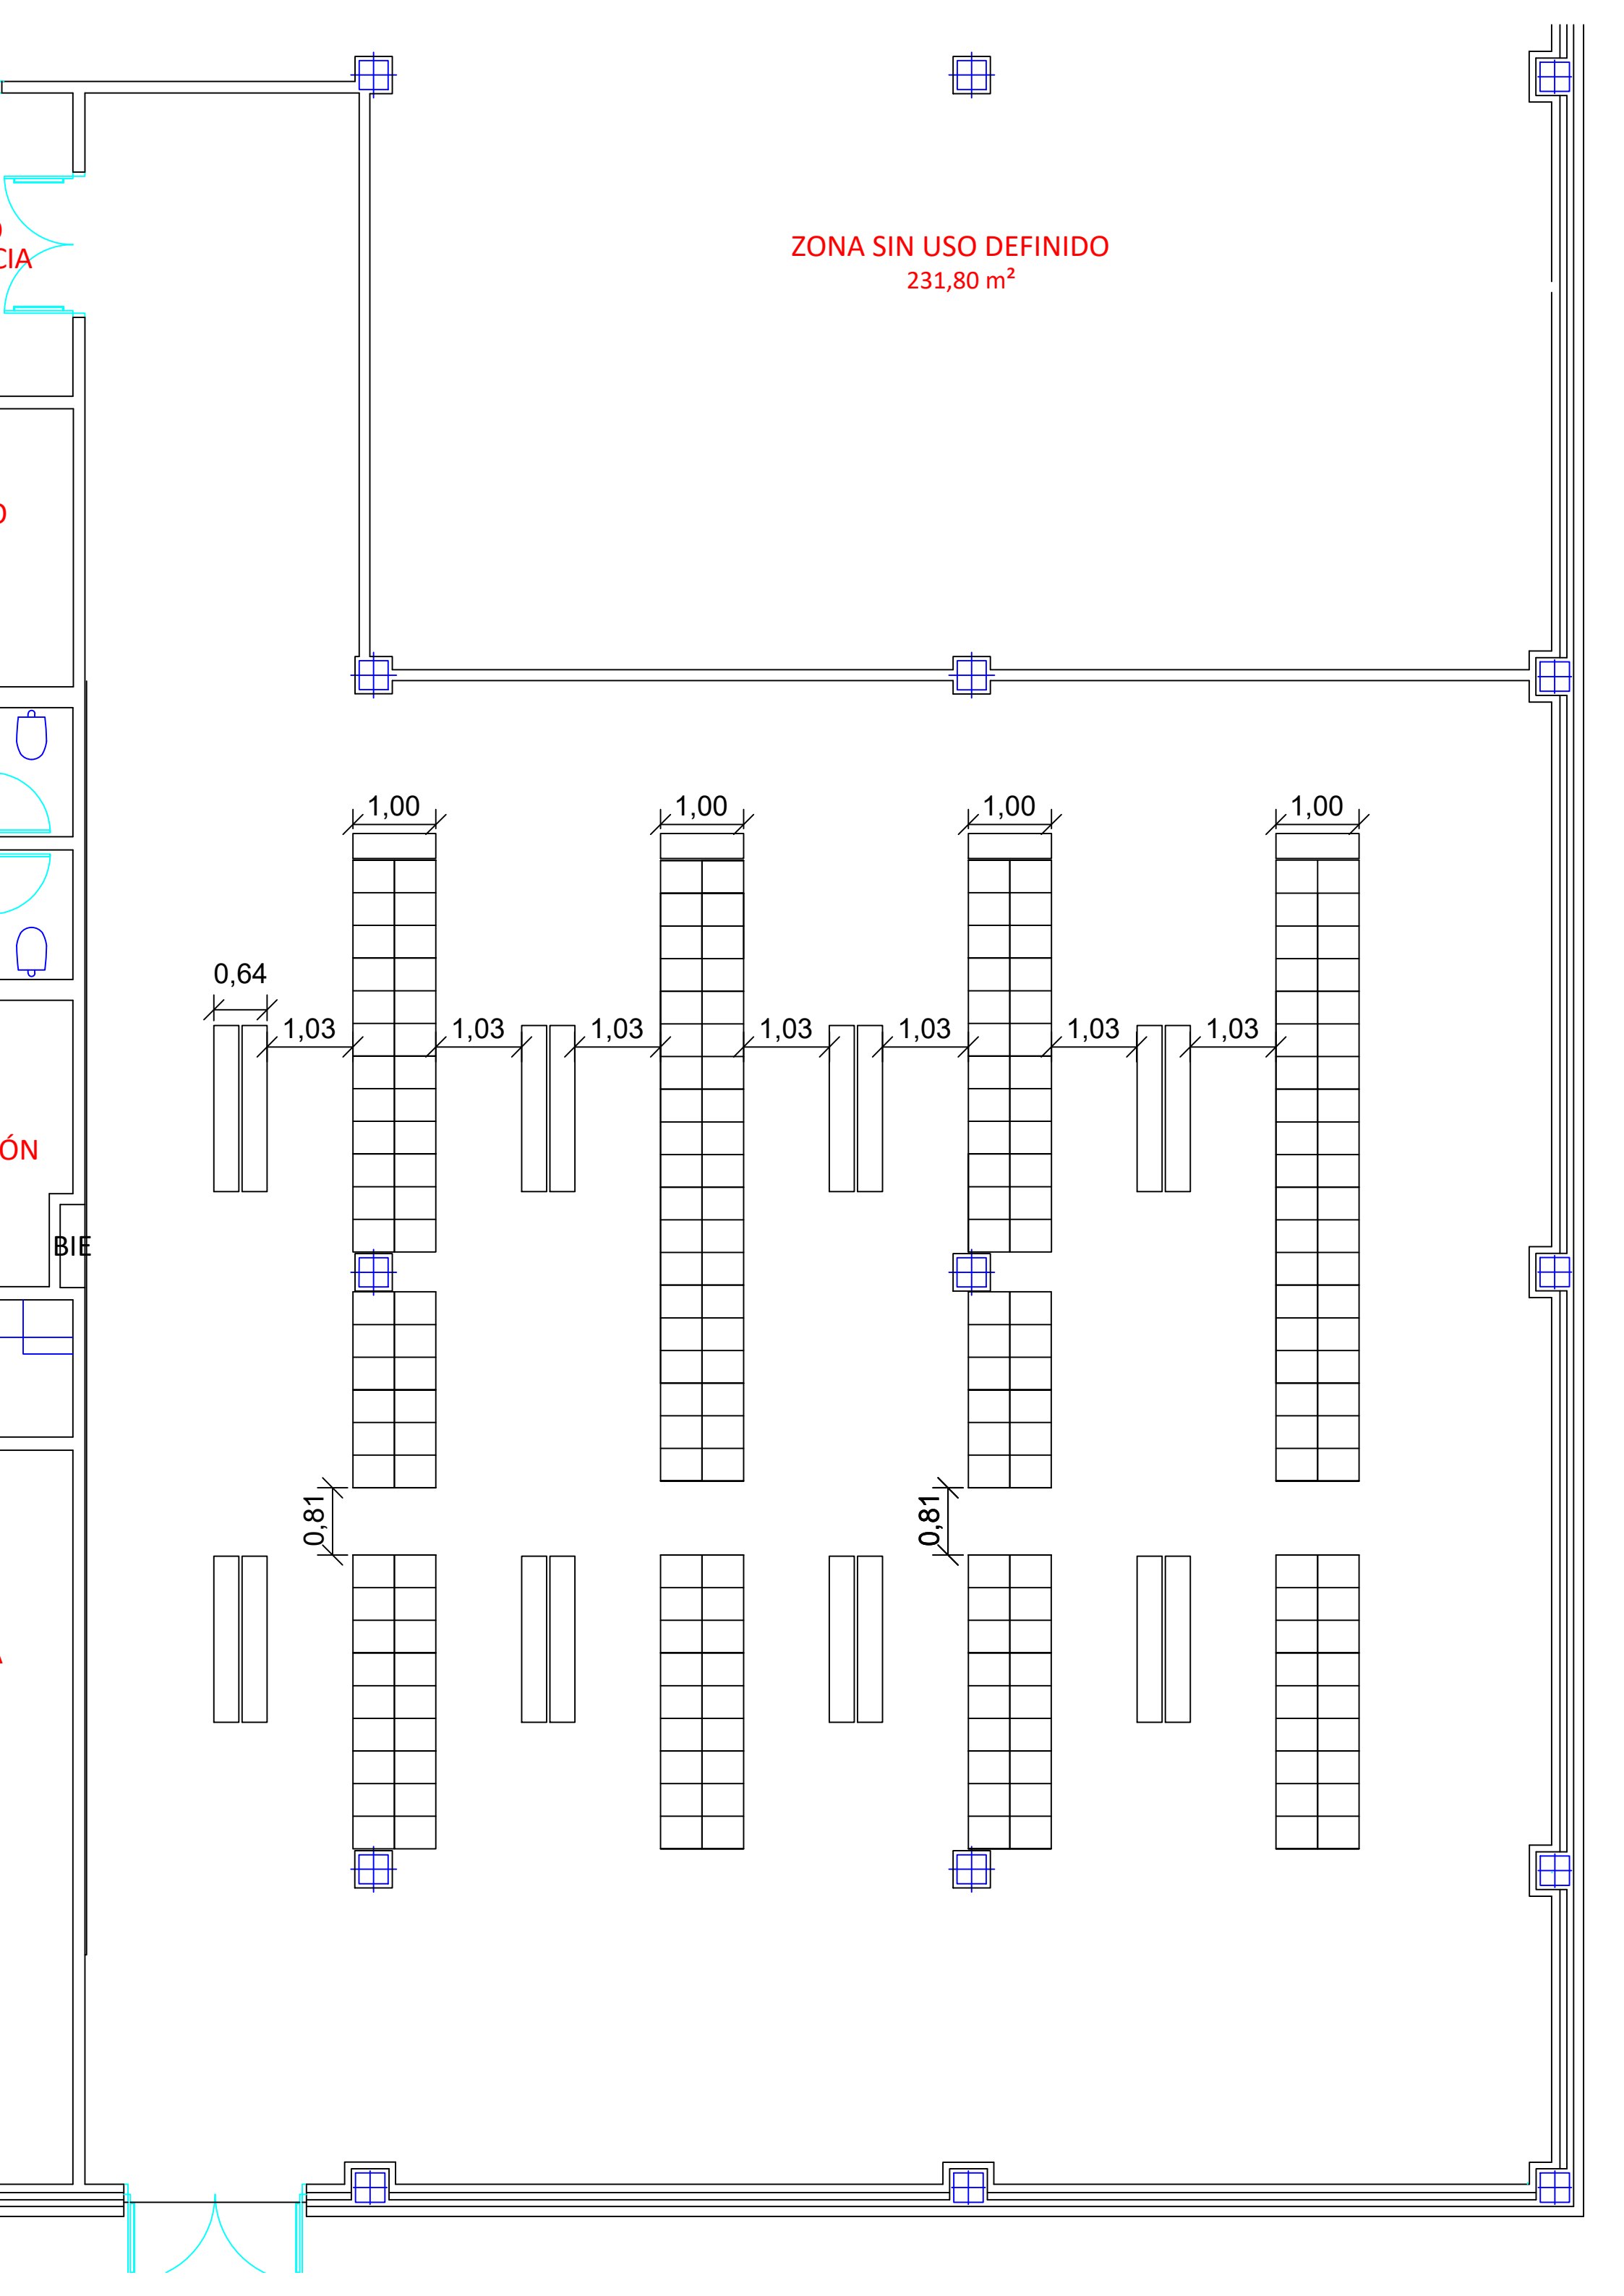 ZONA SIN USO DEFINIDO
231,80 m²
CIA
1,00 1,00 1,00 1,00
0,64
1,03 1,03 1,03 1,03 1,03 1,03 1,03
ÓN
BIE
0,81 0,81